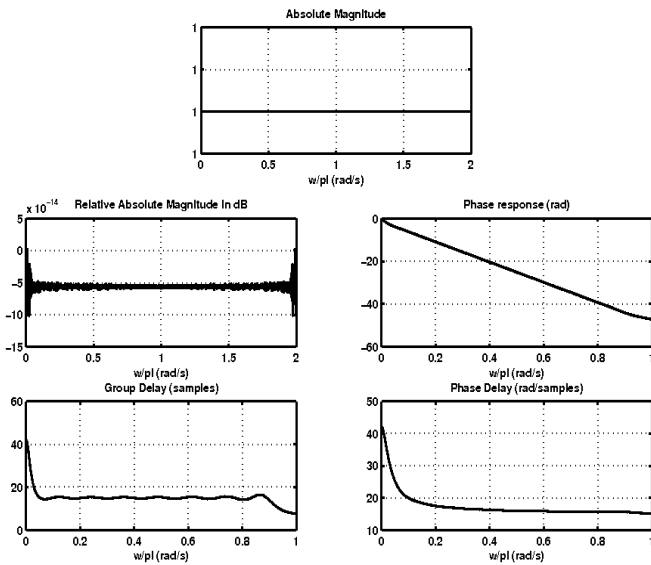 Absolute Magnitude
1
1
1
1
0 0.5 1 1.5 2
w/pi (rad/s)
x 10^-14 Relative Absolute Magnitude in dB
5
0
−5
−10
−15
0 0.5 1 1.5 2
w/pi (rad/s)
Phase response (rad)
0
−20
−40
−60
0 0.2 0.4 0.6 0.8 1
w/pi (rad/s)
Group Delay (samples)
60
40
20
0
0 0.2 0.4 0.6 0.8 1
w/pi (rad/s)
Phase Delay (rad/samples)
50
40
30
20
10
0 0.2 0.4 0.6 0.8 1
w/pi (rad/s)